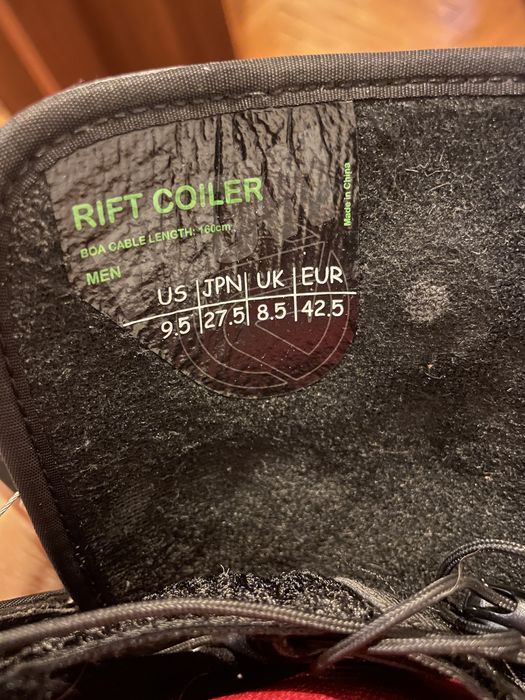 RIFT COILER
BOA CABLE LENGTH: 160cm
MEN
US JPN UK EUR
9.5 27.5 8.5 42.5
Made in China